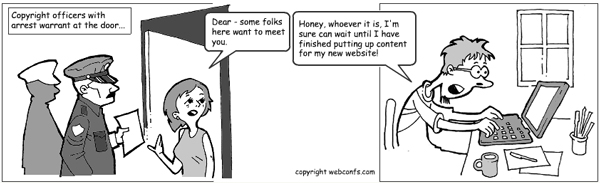 Copyright officers with
arrest warrant at the door...
Dear - some folks
here want to meet
you.
Honey, whoever it is, I'm
sure can wait until I have
finished putting up content
for my new website!
copyright webconfs.com